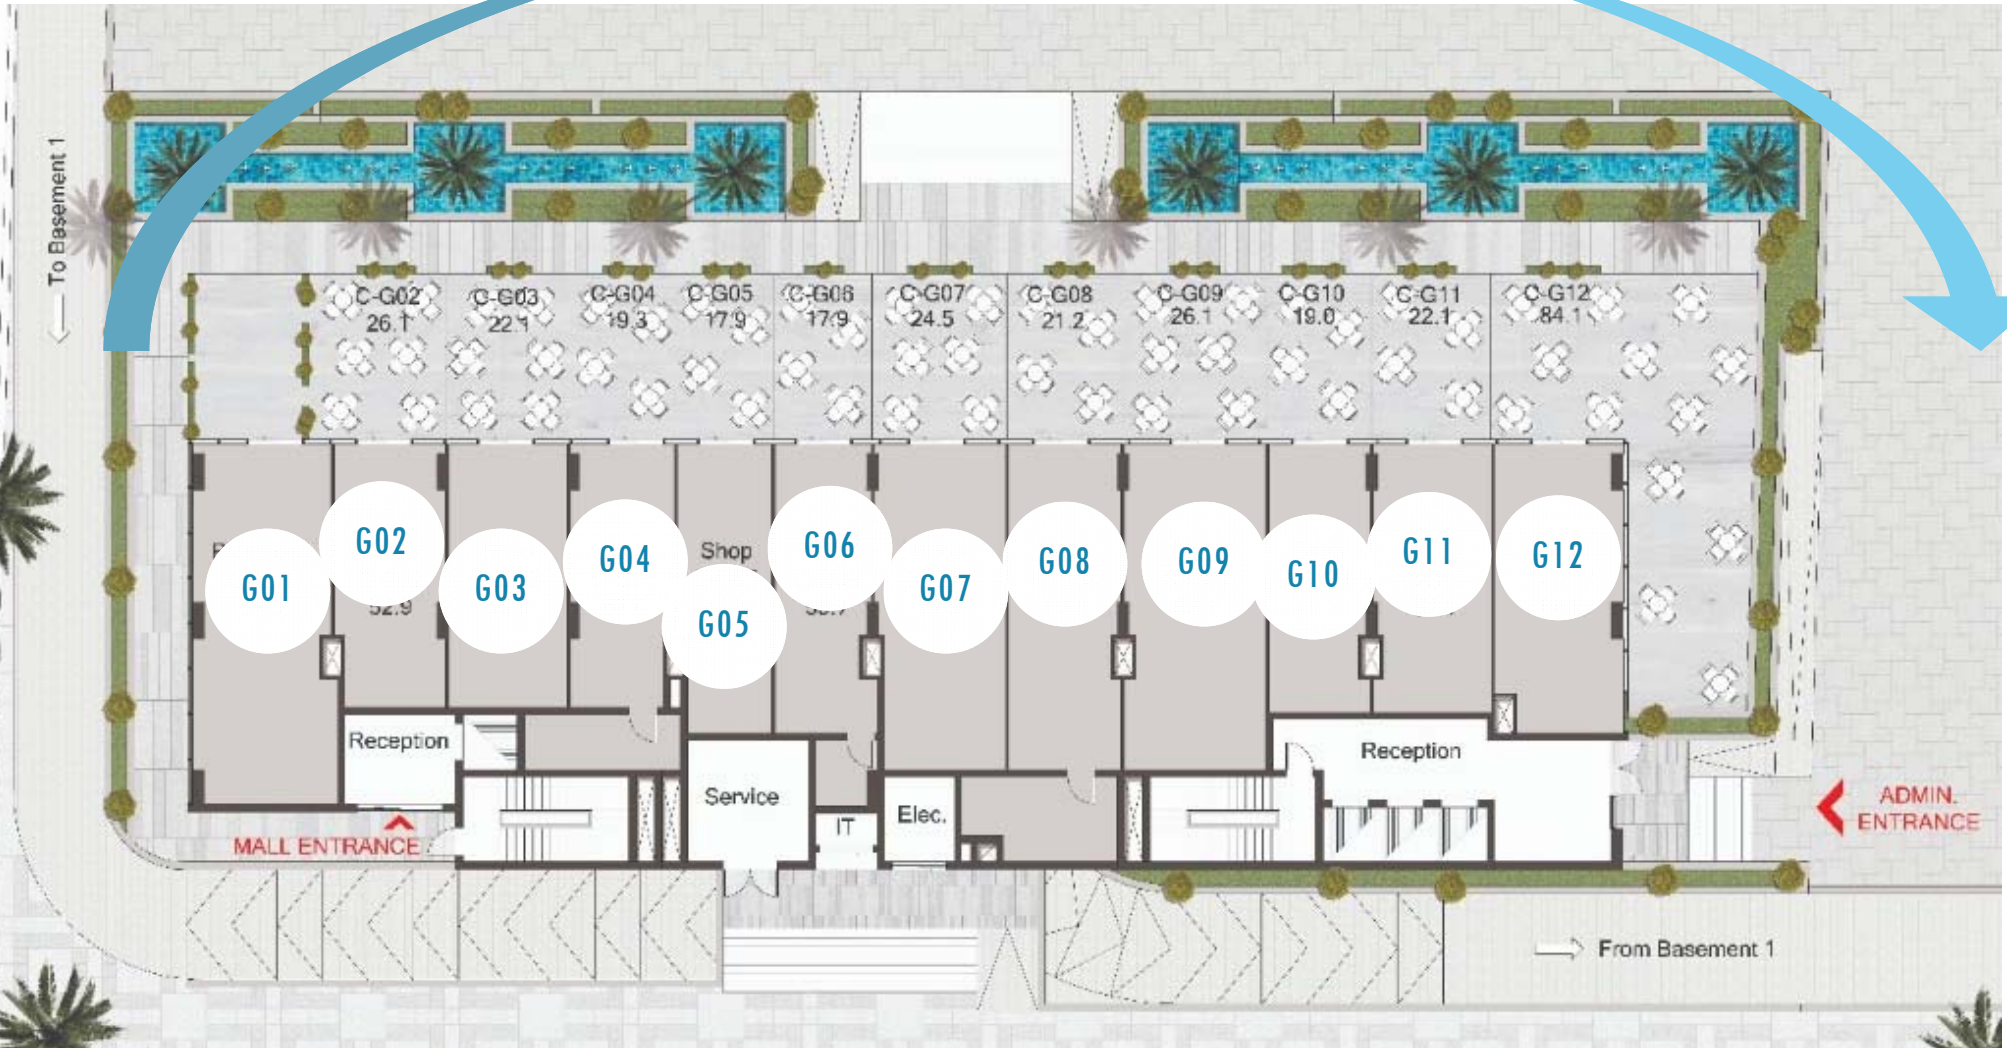 To Basement 1
C-G02
26.1
C-G03
22.1
C-G04
19.3
C-G05
17.9
C-G06
17.9
C-G07
24.5
C-G08
21.2
C-G09
26.1
C-G10
19.0
C-G11
22.1
C-G12
84.1
G01
G02
52.9
G03
G04
Shop
G05
G06
G07
G08
G09
G10
G11
G12
Reception
Service
IT
Elec.
Reception
MALL ENTRANCE
ADMIN.
ENTRANCE
From Basement 1